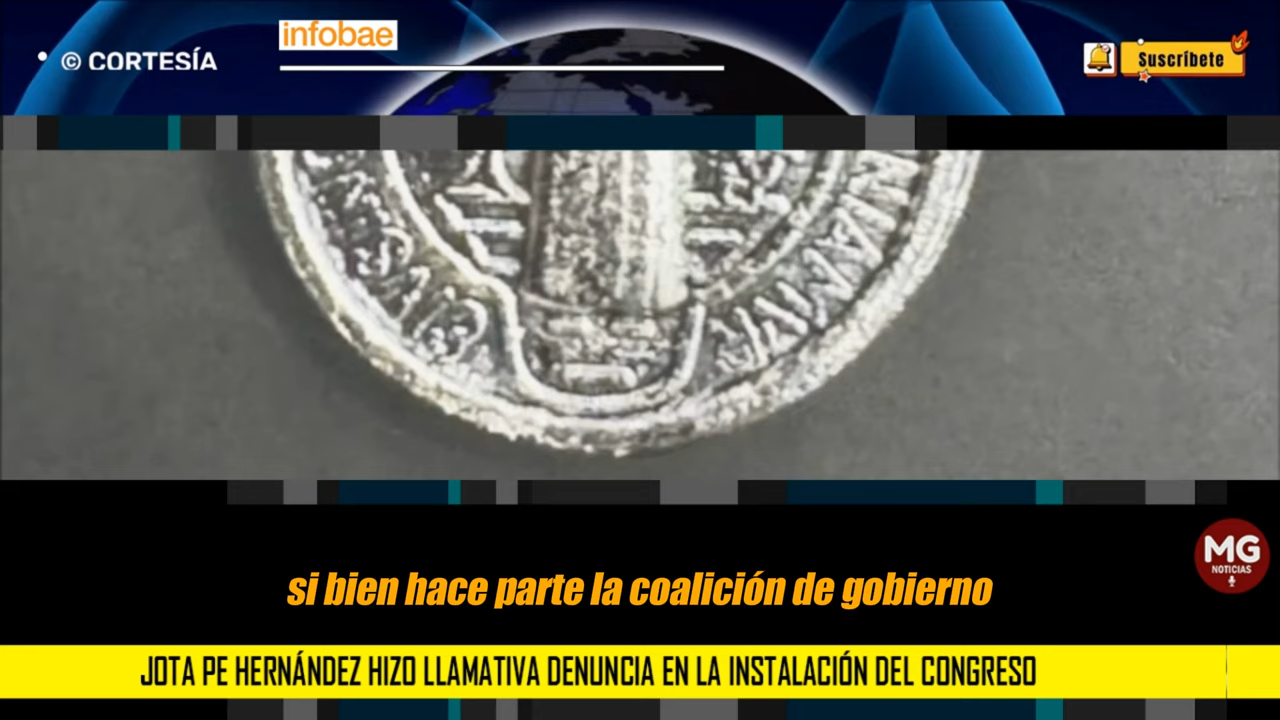 infobae
© CORTESÍA
Suscríbete
MG
NOTICIAS
si bien hace parte la coalición de gobierno
JOTA PE HERNÁNDEZ HIZO LLAMATIVA DENUNCIA EN LA INSTALACIÓN DEL CONGRESO